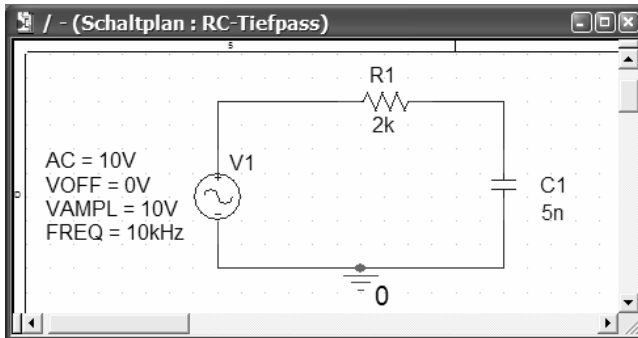 / - (Schaltplan : RC-Tiefpass)
5
R1
2k
AC = 10V
VOFF = 0V
VAMPL = 10V
FREQ = 10kHz
V1
C1
5n
0